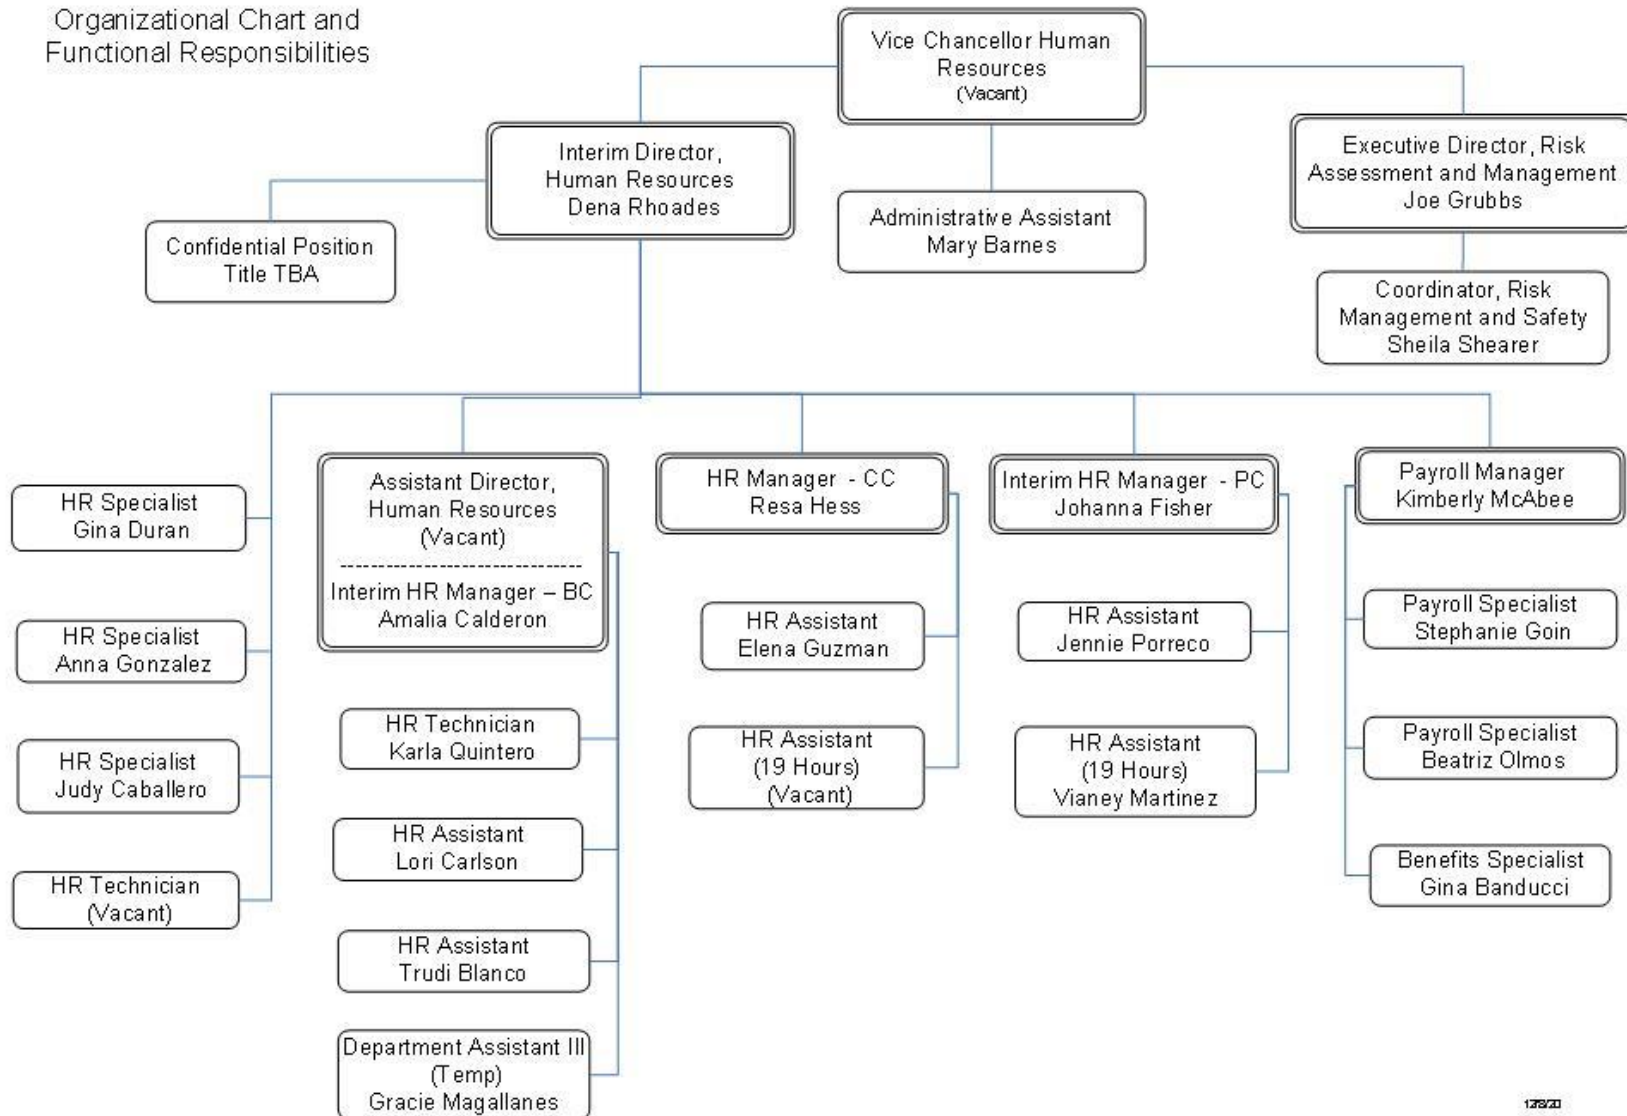 Organizational Chart and
Functional Responsibilities
Vice Chancellor Human
Resources
(Vacant)
Interim Director,
Human Resources
Dena Rhoades
Executive Director, Risk
Assessment and Management
Joe Grubbs
Confidential Position
Title TBA
Administrative Assistant
Mary Barnes
Coordinator, Risk
Management and Safety
Sheila Shearer
HR Specialist
Gina Duran
HR Specialist
Anna Gonzalez
HR Specialist
Judy Caballero
HR Technician
(Vacant)
Assistant Director,
Human Resources
(Vacant)
------------------------------
Interim HR Manager – BC
Amalia Calderon
HR Technician
Karla Quintero
HR Assistant
Lori Carlson
HR Assistant
Trudi Blanco
Department Assistant III
(Temp)
Gracie Magallanes
HR Manager - CC
Resa Hess
HR Assistant
Elena Guzman
HR Assistant
(19 Hours)
(Vacant)
Interim HR Manager - PC
Johanna Fisher
HR Assistant
Jennie Porreco
HR Assistant
(19 Hours)
Vianey Martinez
Payroll Manager
Kimberly McAbee
Payroll Specialist
Stephanie Goin
Payroll Specialist
Beatriz Olmos
Benefits Specialist
Gina Banducci